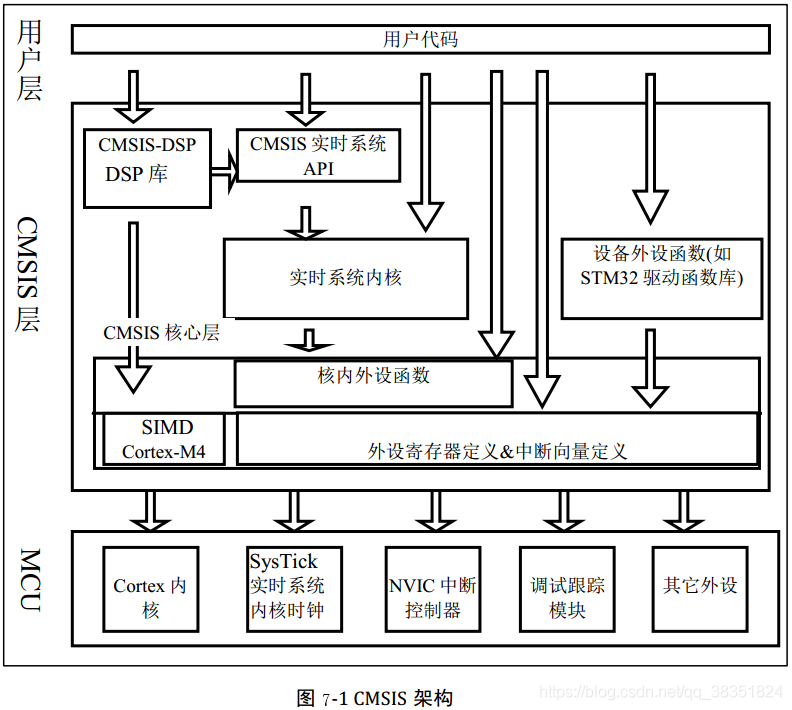 用户层
用户代码
CMSIS 层
CMSIS-DSP
DSP 库
CMSIS 实时系统
API
实时系统内核
设备外设函数(如
STM32 驱动函数库)
CMSIS 核心层
核内外设函数
SIMD
Cortex-M4
外设寄存器定义&中断向量定义
MCU
Cortex 内
核
SysTick
实时系统
内核时钟
NVIC 中断
控制器
调试跟踪
模块
其它外设
图 7-1 CMSIS 架构
https://blog.csdn.net/qq_38351824